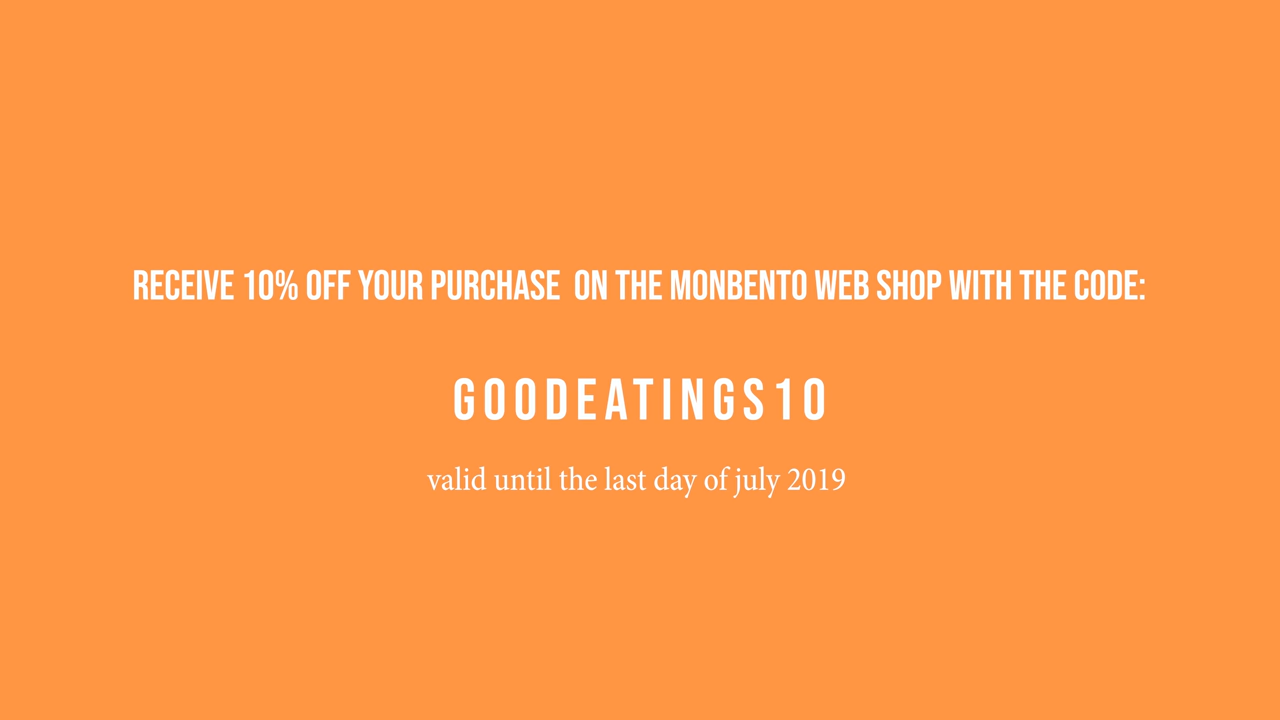 RECEIVE 10% OFF YOUR PURCHASE ON THE MONBENTO WEB SHOP WITH THE CODE:
GOODEATINGS10
valid until the last day of july 2019